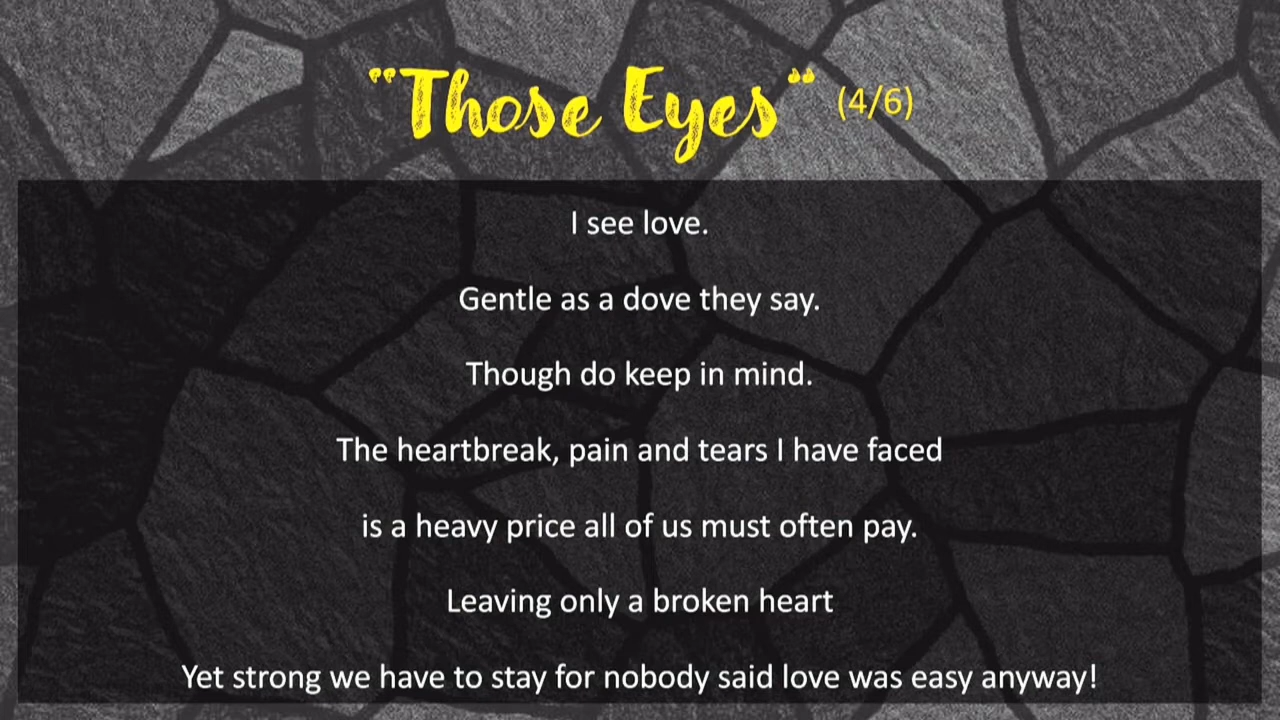 "Those Eyes" (4/6)
I see love.
Gentle as a dove they say.
Though do keep in mind.
The heartbreak, pain and tears I have faced
is a heavy price all of us must often pay.
Leaving only a broken heart
Yet strong we have to stay for nobody said love was easy anyway!